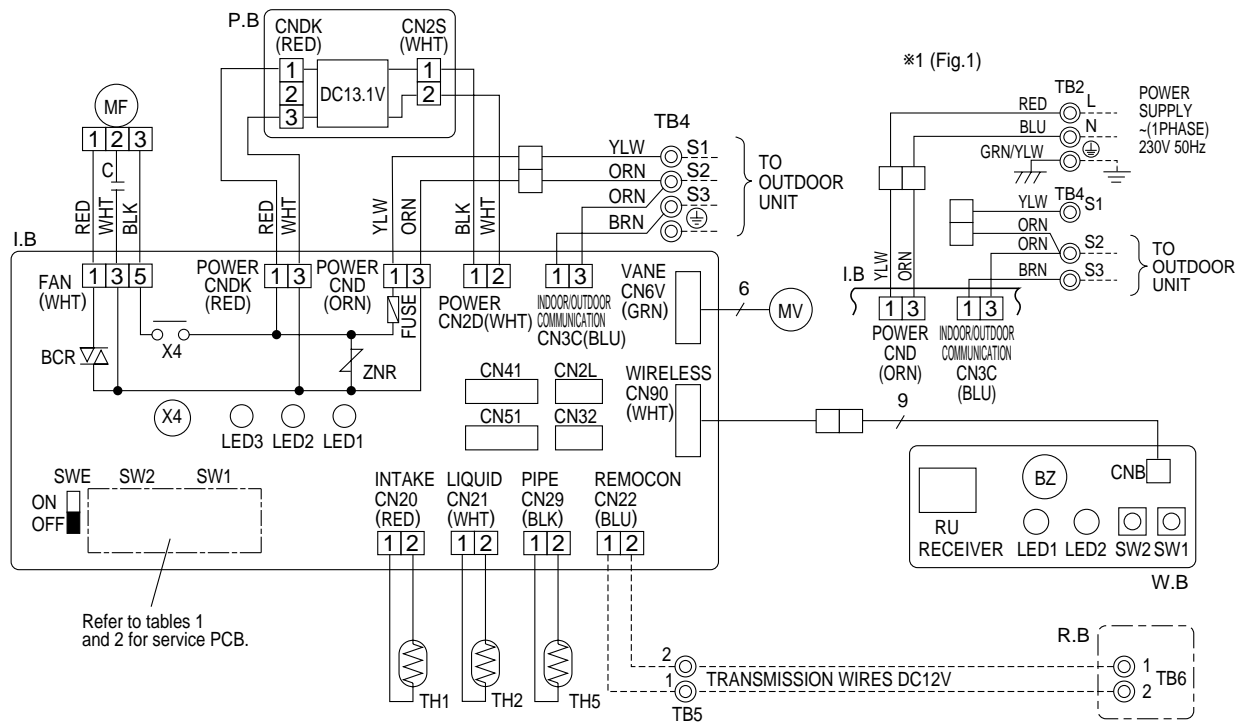 P.B
CNDK
(RED)
CN2S
(WHT)
1
2
3
DC13.1V
1
2
MF
1 2 3
C
RED
WHT
BLK
RED
WHT
YLW
ORN
BLK
WHT
TB4
YLW
S1
ORN
S2
ORN
S3
BRN
TO
OUTDOOR
UNIT
※1 (Fig.1)
TB2
RED
L
BLU
N
GRN/YLW
POWER
SUPPLY
~(1PHASE)
230V 50Hz
YLW
TB4
S1
ORN
ORN
S2
BRN
S3
TO
OUTDOOR
UNIT
YLW
ORN
I.B
1 3
1 3
POWER
CND
(ORN)
INDOOR/OUTDOOR
COMMUNICATION
CN3C
(BLU)
I.B
FAN
(WHT)
1 3 5
POWER
CNDK
(RED)
1 3
POWER
CND
(ORN)
1 3
FUSE
1 2
POWER
CN2D(WHT)
1 3
INDOOR/OUTDOOR
COMMUNICATION
CN3C(BLU)
VANE
CN6V
(GRN)
6
MV
BCR
X4
ZNR
X4
LED3
LED2
LED1
CN41
CN2L
CN51
CN32
WIRELESS
CN90
(WHT)
9
SWE
ON
OFF
SW2
SW1
INTAKE
CN20
(RED)
1 2
LIQUID
CN21
(WHT)
1 2
PIPE
CN29
(BLK)
1 2
REMOCON
CN22
(BLU)
1 2
CNB
BZ
RU
RECEIVER
LED1
LED2
SW2
SW1
W.B
Refer to tables 1
and 2 for service PCB.
TH1
TH2
TH5
2
1
TB5
TRANSMISSION WIRES DC12V
R.B
1
2
TB6